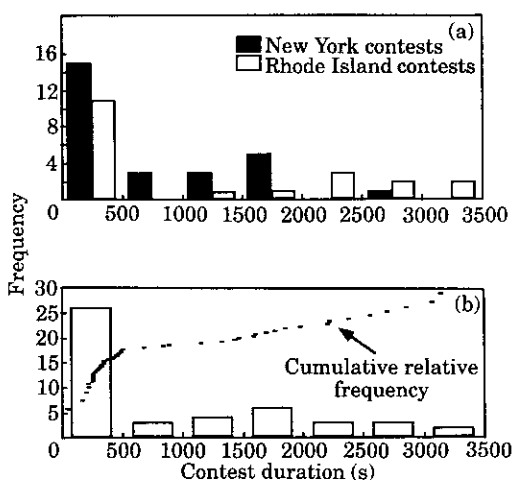 (a)
New York contests
Rhode Island contests
16
12
8
4
0 500 1000 1500 2000 2500 3000 3500
Frequency
(b)
30
25
20
15
10
5
0 500 1000 1500 2000 2500 3000 3500
Cumulative relative
frequency
Contest duration (s)